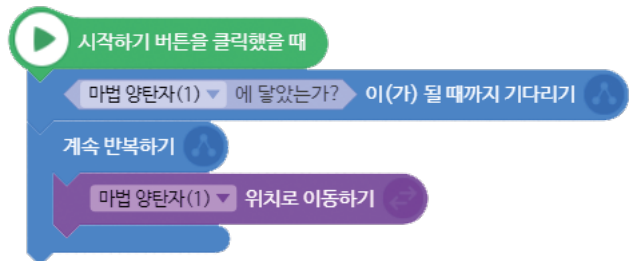 시작하기 버튼을 클릭했을 때
마법 양탄자(1) 에 닿았는가? 이(가) 될 때까지 기다리기
계속 반복하기
마법 양탄자(1) 위치로 이동하기